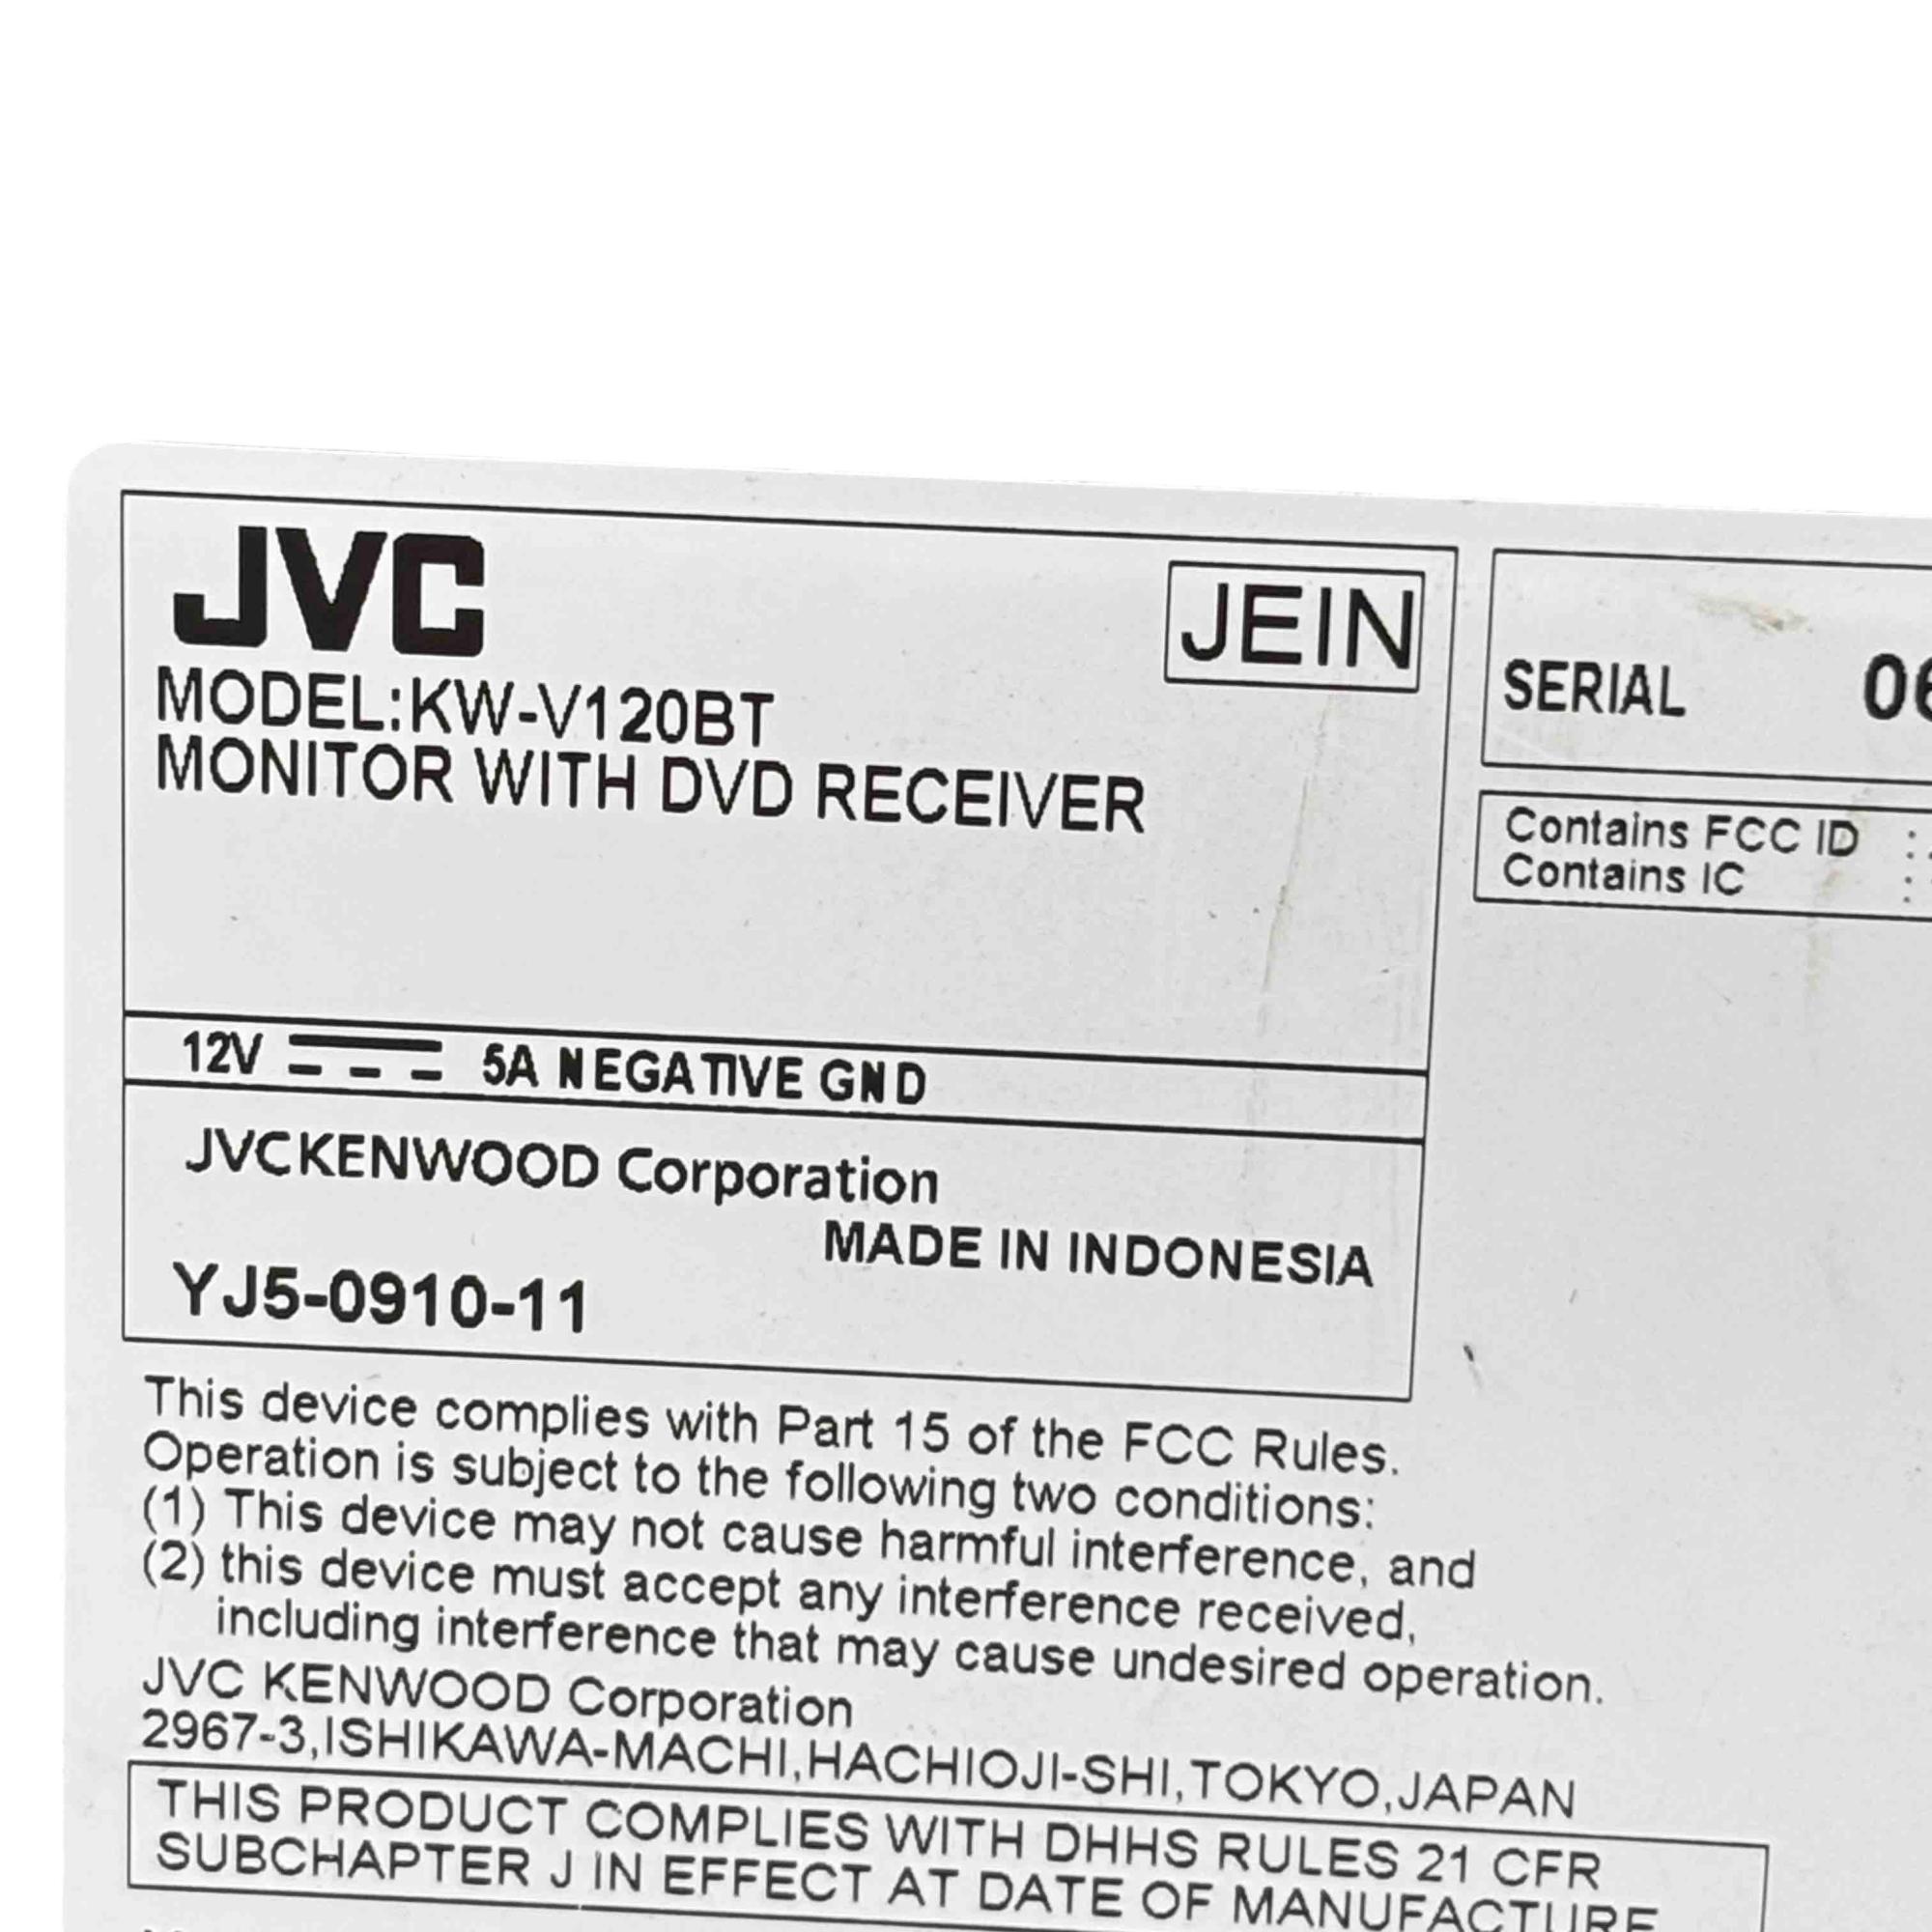 JVC
JEIN
MODEL:KW-V120BT
MONITOR WITH DVD RECEIVER
12V 5A NEGATIVE GND
JVCKENWOOD Corporation
MADE IN INDONESIA
YJ5-0910-11
SERIAL
Contains FCC ID :
Contains IC :
This device complies with Part 15 of the FCC Rules.
Operation is subject to the following two conditions:
(1) This device may not cause harmful interference, and
(2) this device must accept any interference received,
including interference that may cause undesired operation.
JVC KENWOOD Corporation
2967-3,ISHIKAWA-MACHI,HACHIOJI-SHI,TOKYO,JAPAN
THIS PRODUCT COMPLIES WITH DHHS RULES 21 CFR
SUBCHAPTER J IN EFFECT AT DATE OF MANUFACTURE